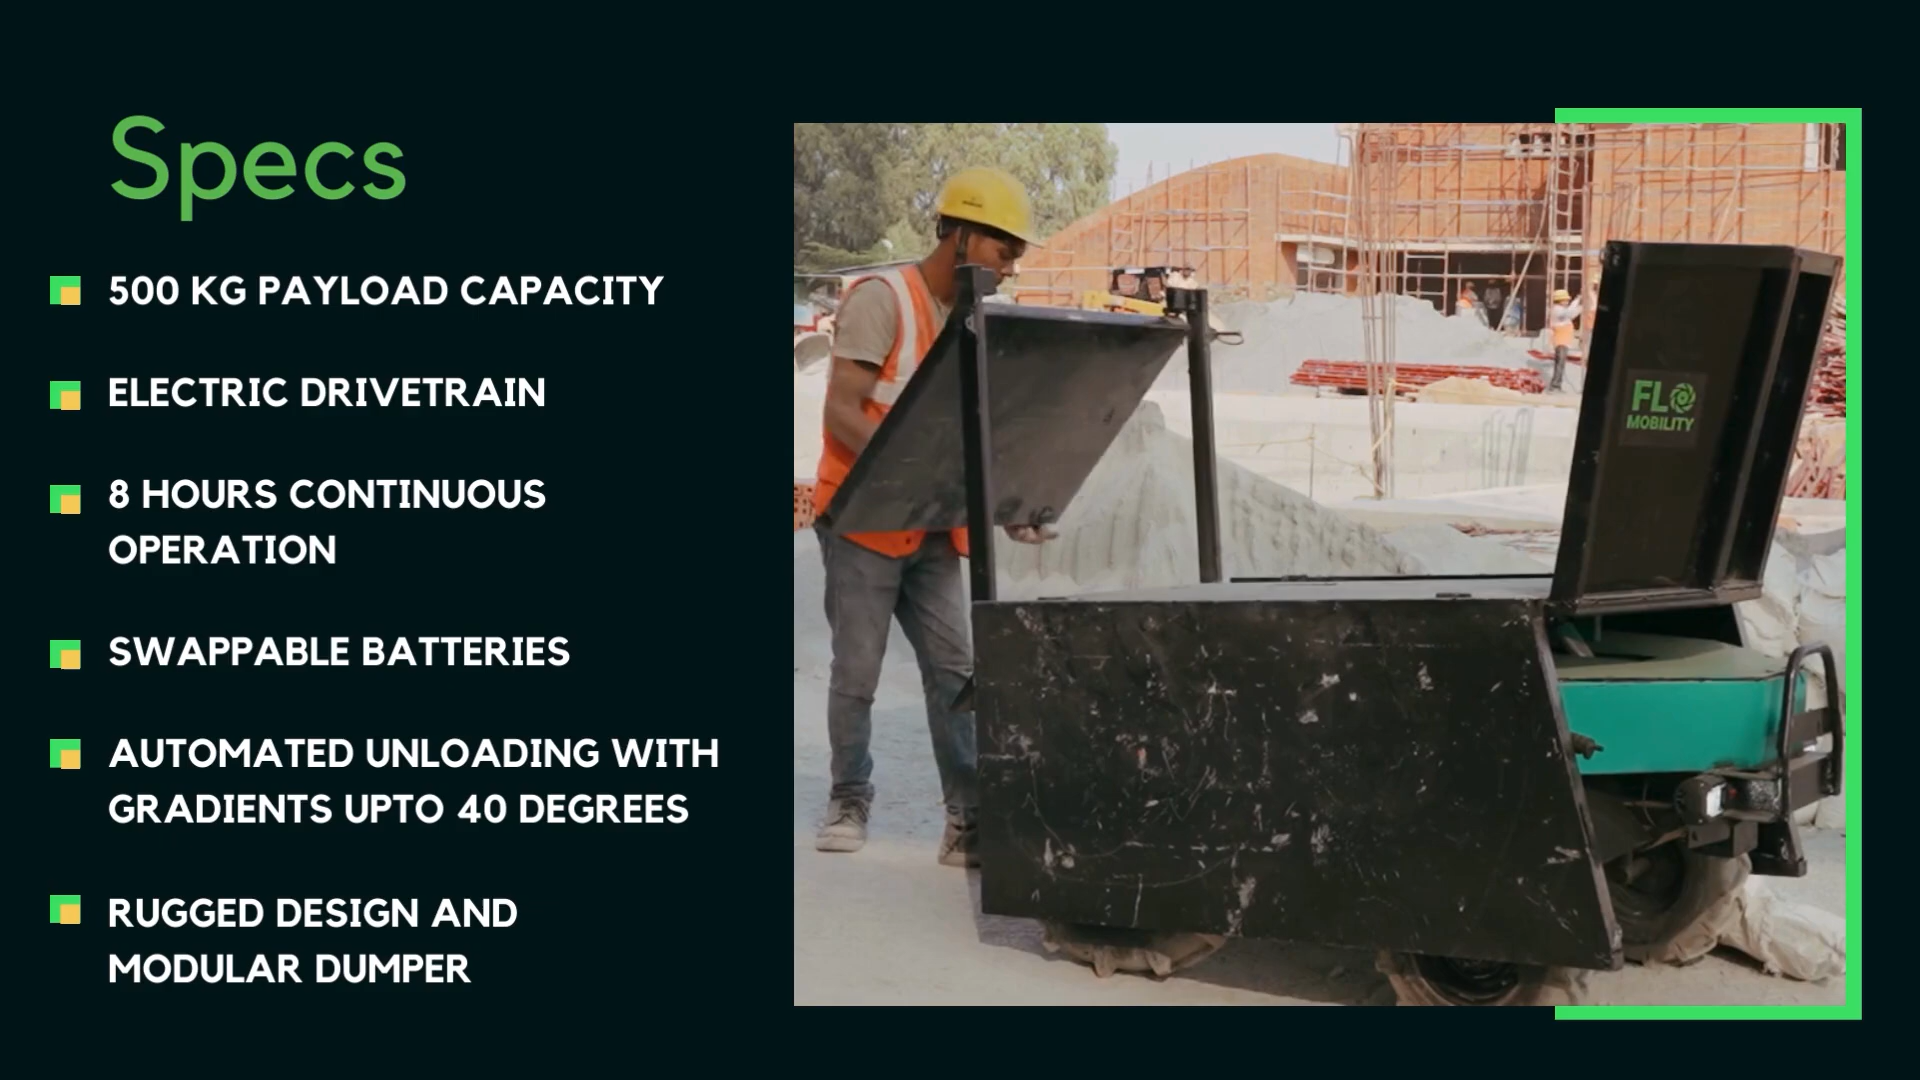 Specs
500 KG PAYLOAD CAPACITY
ELECTRIC DRIVETRAIN
8 HOURS CONTINUOUS
OPERATION
SWAPPABLE BATTERIES
AUTOMATED UNLOADING WITH
GRADIENTS UPTO 40 DEGREES
RUGGED DESIGN AND
MODULAR DUMPER
FLO
MOBILITY